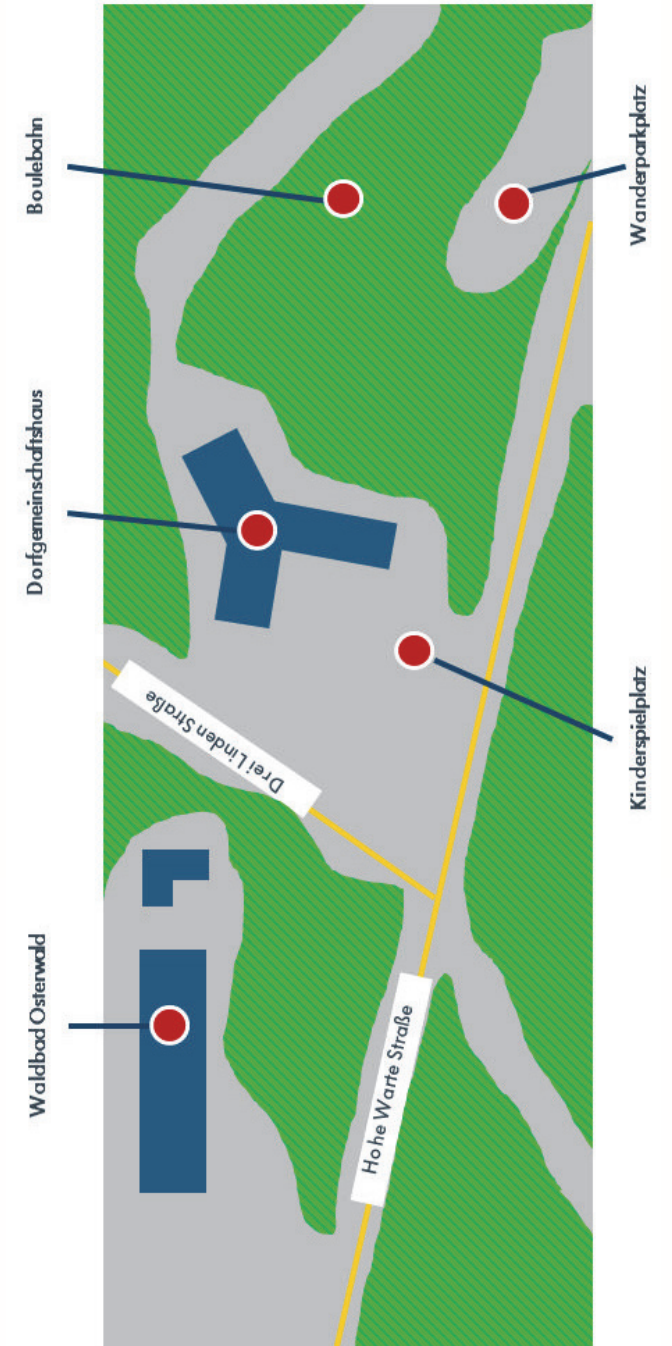 Boulebahn
Wanderparkplatz
Dorfgemeinschaftshaus
Kinderspielplatz
Drei Linden Straße
Waldbad Osterwald
Hohe Warte Straße